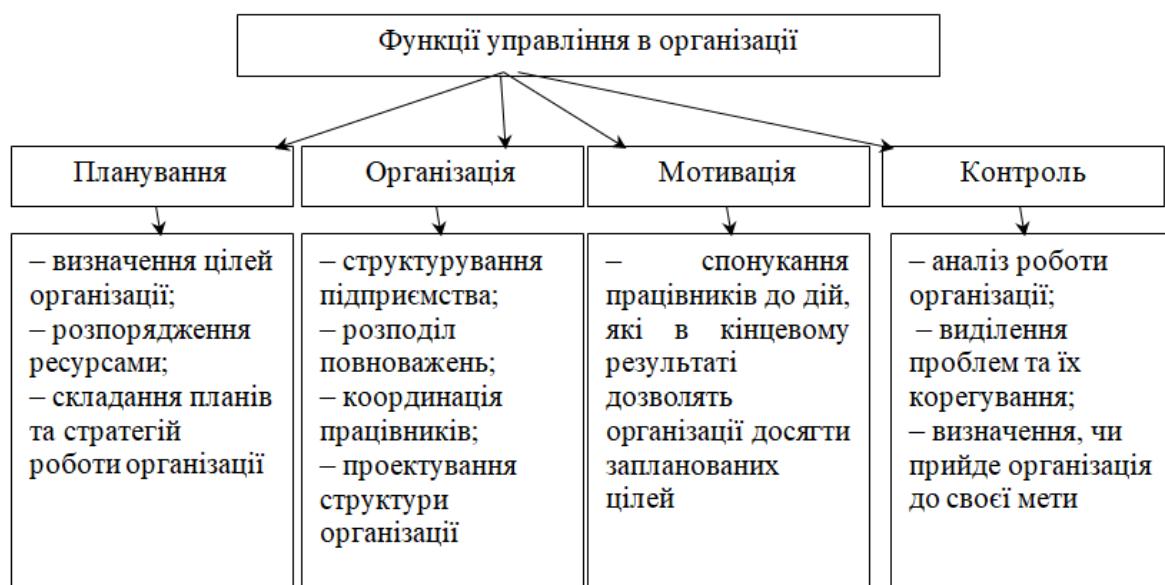 Функції управління в організації
Планування
Організація
Мотивація
Контроль
– визначення цілей
організації;
– розпорядження
ресурсами;
– складання планів
та стратегій
роботи організації
– структурування
підприємства;
– розподіл
повноважень;
– координація
працівників;
– проектування
структури
організації
– спонукання
працівників до дій,
які в кінцевому
результаті
дозволять
організації досягти
запланованих
цілей
– аналіз роботи
організації;
– виділення
проблем та їх
корегування;
– визначення, чи
прийде організація
до своєї мети